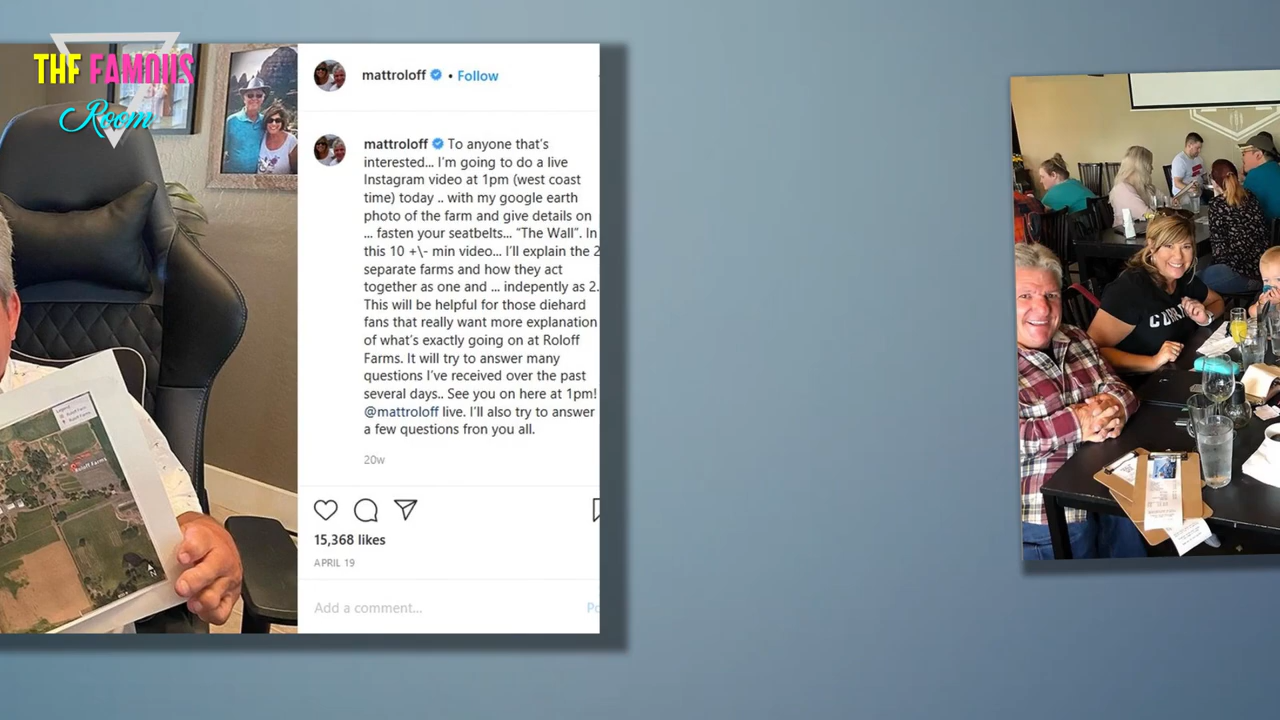 THE FAMOUS
Room
mattroloff • Follow
mattroloff To anyone that's
interested... I'm going to do a live
Instagram video at 1pm (west coast
time) today .. with my google earth
photo of the farm and give details on
... fasten your seatbelts... "The Wall". In
this 10 +\- min video... I'll explain the 2
separate farms and how they act
together as one and ... indepently as 2.
This will be helpful for those diehard
fans that really want more explanation
of what's exactly going on at Roloff
Farms. It will try to answer many
questions I've received over the past
several days.. See you on here at 1pm!
@mattroloff live. I'll also try to answer
a few questions fron you all.
20w
15,368 likes
APRIL 19
Add a comment...
Po
Roloff Farms